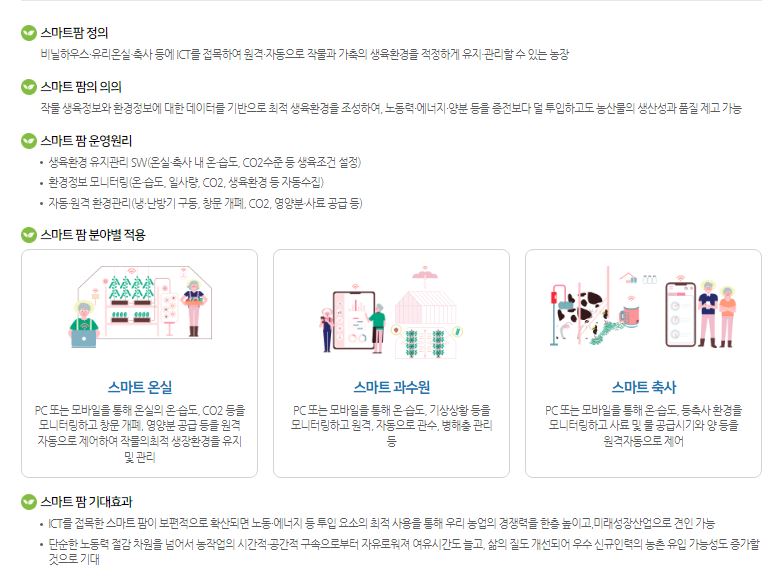 스마트팜 정의
비닐하우스·유리온실·축사 등에 ICT를 접목하여 원격·자동으로 작물과 가축의 생육환경을 적정하게 유지·관리할 수 있는 농장
스마트 팜의 의의
작물 생육정보와 환경정보에 대한 데이터를 기반으로 최적 생육환경을 조성하여, 노동력·에너지·양분 등을 종전보다 덜 투입하고도 농산물의 생산성과 품질 제고 가능
스마트 팜 운영원리
• 생육환경 유지관리 SW(온실·축사 내 온·습도, CO2수준 등 생육조건 설정)
• 환경정보 모니터링(온·습도, 일사량, CO2, 생육환경 등 자동수집)
• 자동·원격 환경관리(냉·난방기 구동, 창문 개폐, CO2, 영양분·사료 공급 등)
스마트 팜 분야별 적용
스마트 온실
PC 또는 모바일을 통해 온실의 온·습도, CO2 등을
모니터링하고 창문 개폐, 영양분 공급 등을 원격
자동으로 제어하여 작물의최적 생장환경을 유지
및 관리
스마트 과수원
PC 또는 모바일을 통해 온·습도, 기상상황 등을
모니터링하고 원격, 자동으로 관수, 병해충 관리
등
스마트 축사
PC 또는 모바일을 통해 온·습도, 등축사 환경을
모니터링하고 사료 및 물 공급시기와 양 등을
원격자동으로 제어
스마트 팜 기대효과
• ICT를 접목한 스마트 팜이 보편적으로 확산되면 노동·에너지 등 투입 요소의 최적 사용을 통해 우리 농업의 경쟁력을 한층 높이고,미래성장산업으로 견인 가능
• 단순한 노동력 절감 차원을 넘어서 농작업의 시간적·공간적 구속으로부터 자유로워져 여유시간도 늘고, 삶의 질도 개선되어 우수 신규인력의 농촌 유입 가능성도 증가할
것으로 기대